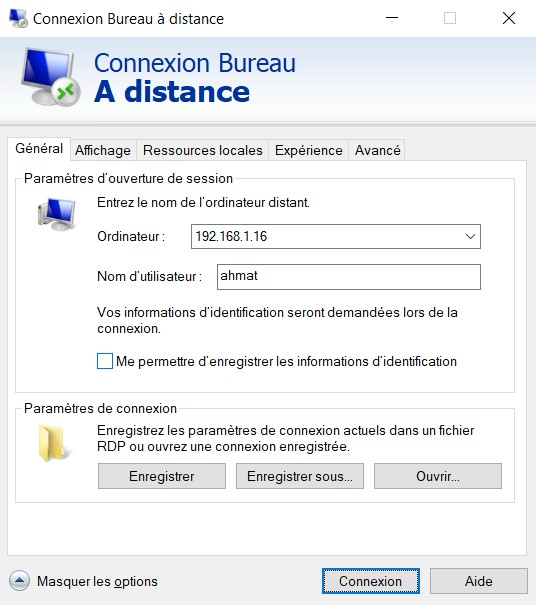 Connexion Bureau à distance
Connexion Bureau
A distance
Général Affichage Ressources locales Expérience Avancé
Paramètres d'ouverture de session
Entrez le nom de l'ordinateur distant.
Ordinateur : 192.168.1.16
Nom d'utilisateur : ahmat
Vos informations d'identification seront demandées lors de la
connexion.
Me permettre d'enregistrer les informations d'identification
Paramètres de connexion
Enregistrez les paramètres de connexion actuels dans un fichier
RDP ou ouvrez une connexion enregistrée.
Enregistrer Enregistrer sous... Ouvrir...
Masquer les options Connexion Aide